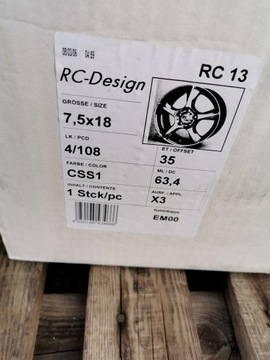 08/03/06 04:59
RC-Design RC 13
GRÖSSE / SIZE
7,5x18
LK / PCD
4/108
ET / OFFSET
35
FARBE / COLOR
CSS1
ML / DC
63,4
INHALT / CONTENTS
1 Stck/pc
AUSF. / APPL.
X3
EM00